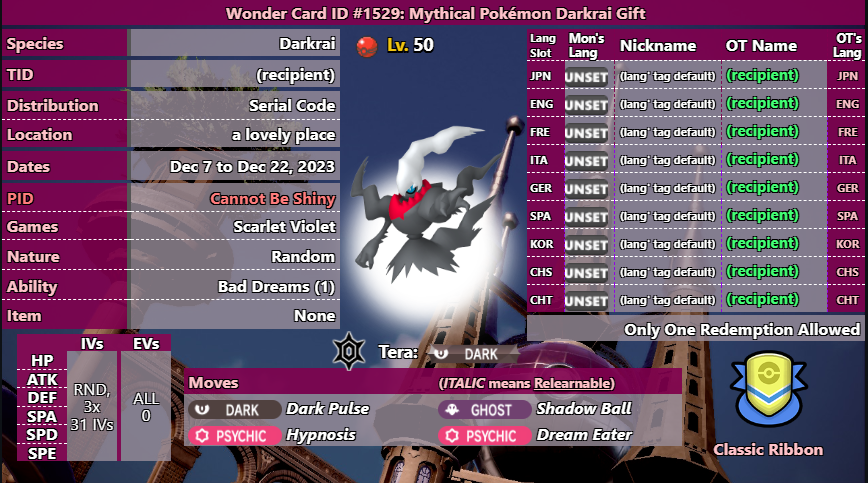 Wonder Card ID #1529: Mythical Pokémon Darkrai Gift
Species Darkrai
TID (recipient)
Distribution Serial Code
Location a lovely place
Dates Dec 7 to Dec 22, 2023
PID Cannot Be Shiny
Games Scarlet Violet
Nature Random
Ability Bad Dreams (1)
Item None
Lv. 50
Lang Slot Mon's Lang Nickname OT Name OT's Lang
JPN UNSET (lang' tag default) (recipient) JPN
ENG UNSET (lang' tag default) (recipient) ENG
FRE UNSET (lang' tag default) (recipient) FRE
ITA UNSET (lang' tag default) (recipient) ITA
GER UNSET (lang' tag default) (recipient) GER
SPA UNSET (lang' tag default) (recipient) SPA
KOR UNSET (lang' tag default) (recipient) KOR
CHS UNSET (lang' tag default) (recipient) CHS
CHT UNSET (lang' tag default) (recipient) CHT
Only One Redemption Allowed
IVs EVs
HP
ATK
DEF
SPA
SPD
SPE
RND,
3x
31 IVs
ALL
0
Tera: DARK
Moves (ITALIC means Relearnable)
DARK Dark Pulse GHOST Shadow Ball
PSYCHIC Hypnosis PSYCHIC Dream Eater
Classic Ribbon